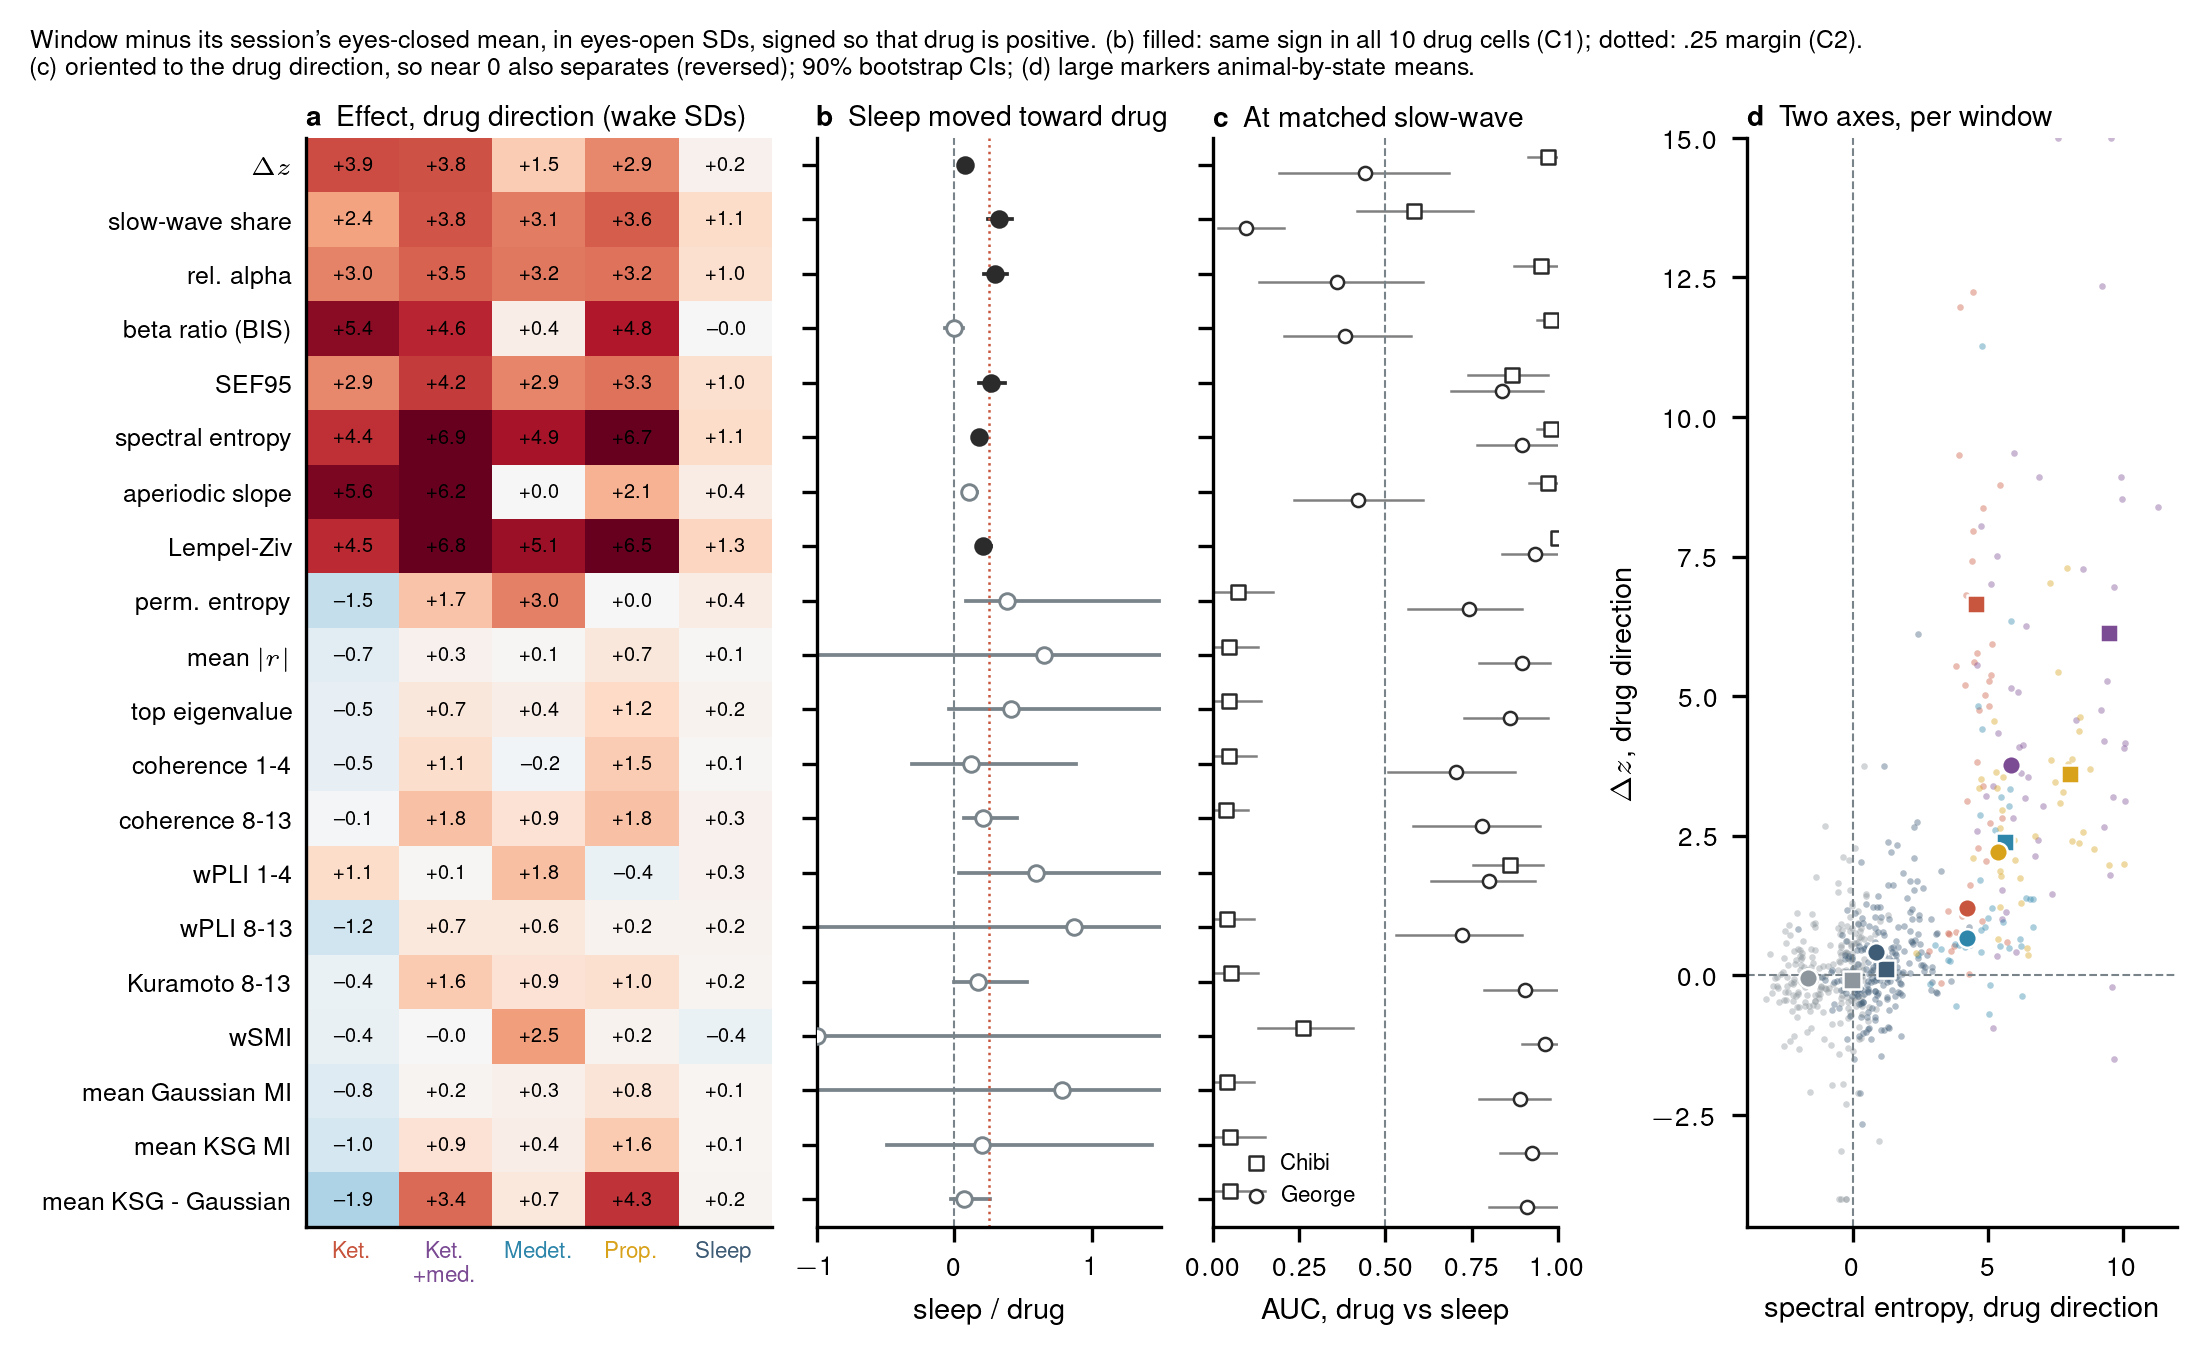 Window minus its session's eyes-closed mean, in eyes-open SDs, signed so that drug is positive. (b) filled: same sign in all 10 drug cells (C1); dotted: .25 margin (C2).
(c) oriented to the drug direction, so near 0 also separates (reversed); 90% bootstrap CIs; (d) large markers animal-by-state means.
a Effect, drug direction (wake SDs)
Δz +3.9 +3.8 +1.5 +2.9 +0.2
slow-wave share +2.4 +3.8 +3.1 +3.6 +1.1
rel. alpha +3.0 +3.5 +3.2 +3.2 +1.0
beta ratio (BIS) +5.4 +4.6 +0.4 +4.8 −0.0
SEF95 +2.9 +4.2 +2.9 +3.3 +1.0
spectral entropy +4.4 +6.9 +4.9 +6.7 +1.1
aperiodic slope +5.6 +6.2 +0.0 +2.1 +0.4
Lempel-Ziv +4.5 +6.8 +5.1 +6.5 +1.3
perm. entropy −1.5 +1.7 +3.0 +0.0 +0.4
mean |r| −0.7 +0.3 +0.1 +0.7 +0.1
top eigenvalue −0.5 +0.7 +0.4 +1.2 +0.2
coherence 1-4 −0.5 +1.1 −0.2 +1.5 +0.1
coherence 8-13 −0.1 +1.8 +0.9 +1.8 +0.3
wPLI 1-4 +1.1 +0.1 +1.8 −0.4 +0.3
wPLI 8-13 −1.2 +0.7 +0.6 +0.2 +0.2
Kuramoto 8-13 −0.4 +1.6 +0.9 +1.0 +0.2
wSMI −0.4 −0.0 +2.5 +0.2 −0.4
mean Gaussian MI −0.8 +0.2 +0.3 +0.8 +0.1
mean KSG MI −1.0 +0.9 +0.4 +1.6 +0.1
mean KSG - Gaussian −1.9 +3.4 +0.7 +4.3 +0.2
Ket. Ket. Medet. Prop. Sleep
+med.
b Sleep moved toward drug
−1 0 1
sleep / drug
c At matched slow-wave
Chibi
George
0.00 0.25 0.50 0.75 1.00
AUC, drug vs sleep
d Two axes, per window
15.0
12.5
10.0
7.5
5.0
2.5
0.0
−2.5
Δz, drug direction
0 5 10
spectral entropy, drug direction